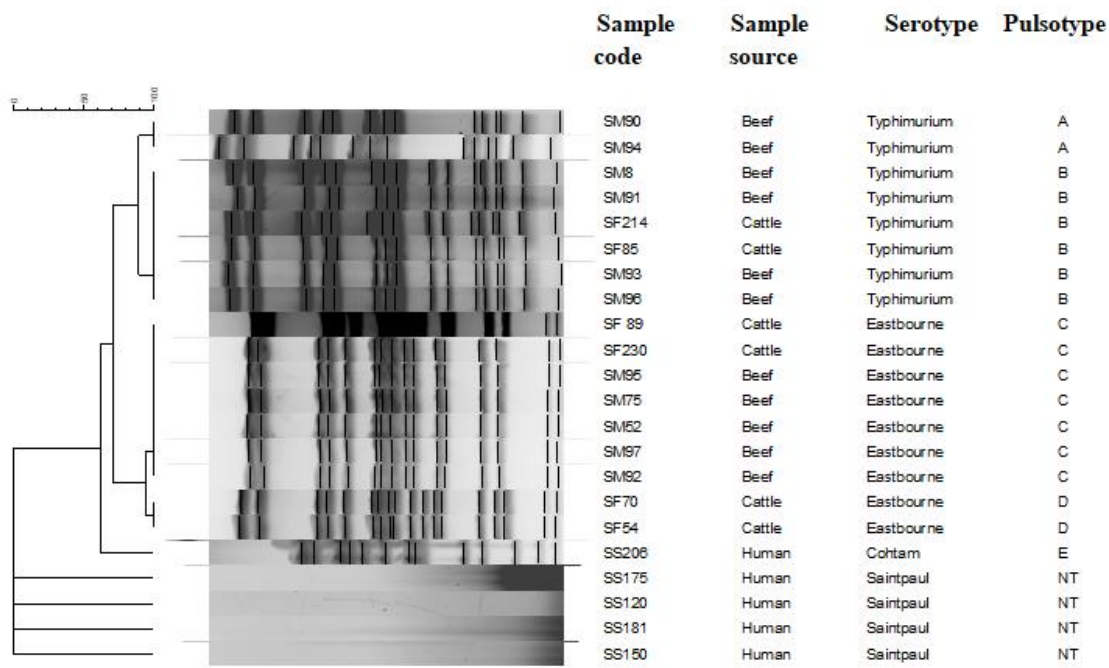 Sample code Sample source Serotype Pulsotype
0 50 100
SM90 Beef Typhimurium A
SM94 Beef Typhimurium A
SM8 Beef Typhimurium B
SM91 Beef Typhimurium B
SF214 Cattle Typhimurium B
SF85 Cattle Typhimurium B
SM93 Beef Typhimurium B
SM96 Beef Typhimurium B
SF 89 Cattle Eastbourne C
SF230 Cattle Eastbourne C
SM95 Beef Eastbourne C
SM75 Beef Eastbourne C
SM52 Beef Eastbourne C
SM97 Beef Eastbourne C
SM92 Beef Eastbourne C
SF70 Cattle Eastbourne D
SF54 Cattle Eastbourne D
SS206 Human Cohtam E
SS175 Human Saintpaul NT
SS120 Human Saintpaul NT
SS181 Human Saintpaul NT
SS150 Human Saintpaul NT